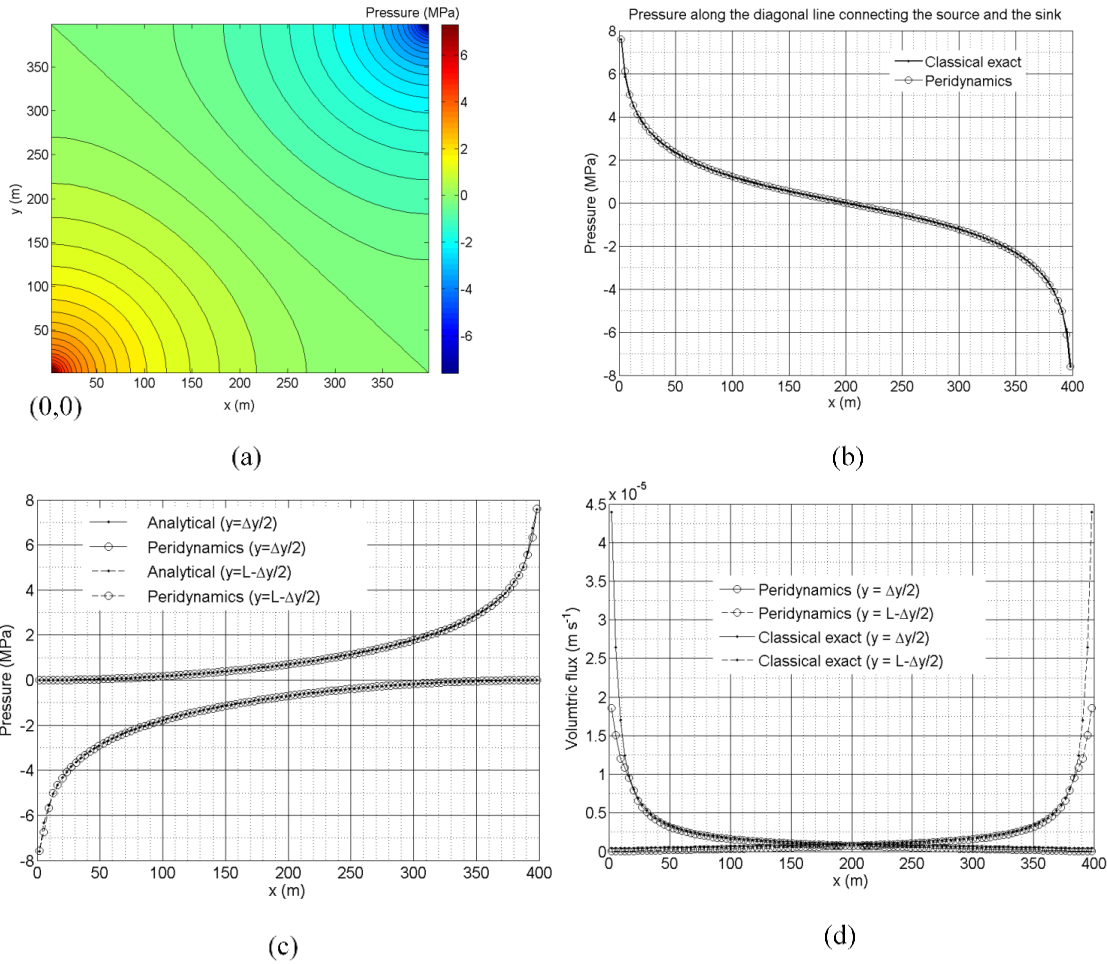 Pressure (MPa)
6
4
2
0
-2
-4
-6
350
300
250
200
150
100
50
y (m)
50 100 150 200 250 300 350
x (m)
(0,0)
(a)
Pressure along the diagonal line connecting the source and the sink
Classical exact
Peridynamics
8
6
4
2
0
-2
-4
-6
-8
Pressure (MPa)
0 50 100 150 200 250 300 350 400
x (m)
(b)
Analytical (y=Δy/2)
Peridynamics (y=Δy/2)
Analytical (y=L-Δy/2)
Peridynamics (y=L-Δy/2)
8
6
4
2
0
-2
-4
-6
-8
Pressure (MPa)
0 50 100 150 200 250 300 350 400
x (m)
(c)
x 10⁻⁵
4.5
4
3.5
3
2.5
2
1.5
1
0.5
0
Volumtric flux (m s⁻¹)
Peridynamics (y = Δy/2)
Peridynamics (y = L-Δy/2)
Classical exact (y = Δy/2)
Classical exact (y = L-Δy/2)
0 50 100 150 200 250 300 350 400
x (m)
(d)